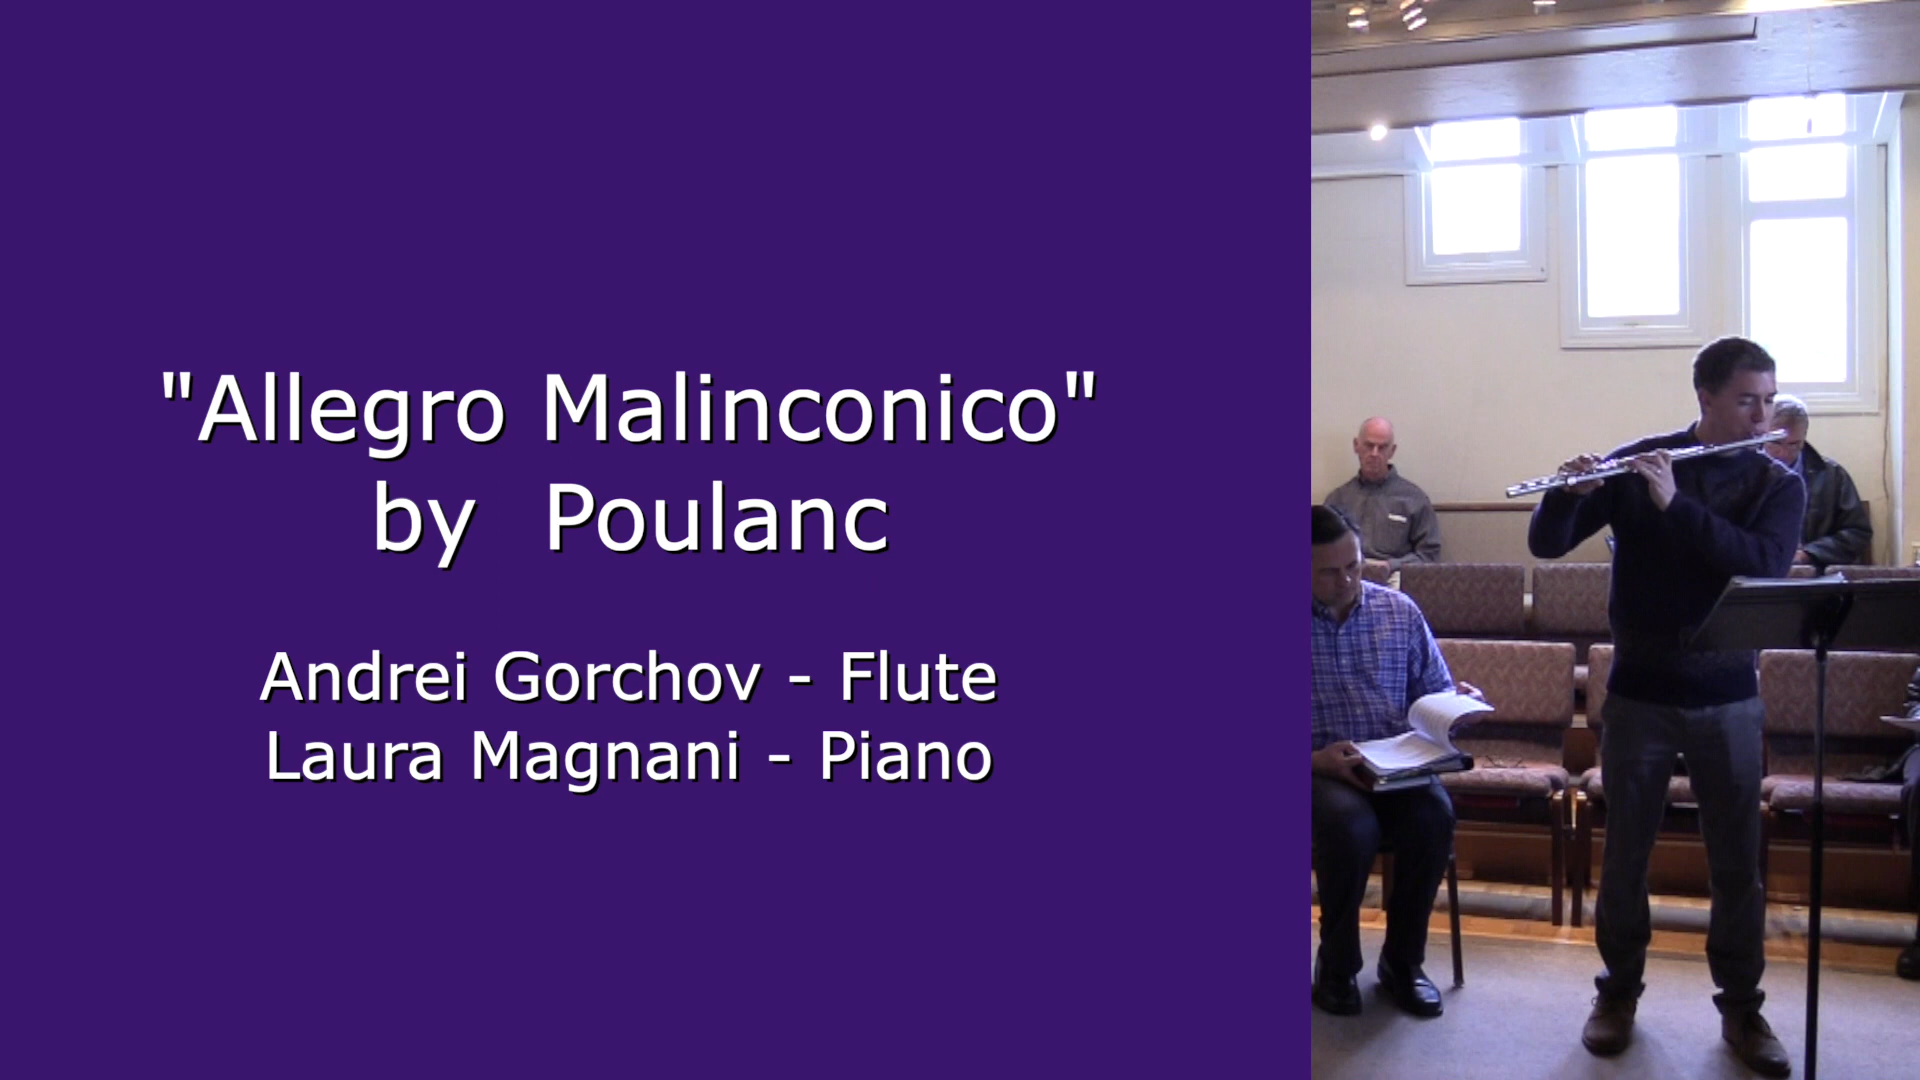 "Allegro Malinconico"
by Poulanc
Andrei Gorchov - Flute
Laura Magnani - Piano